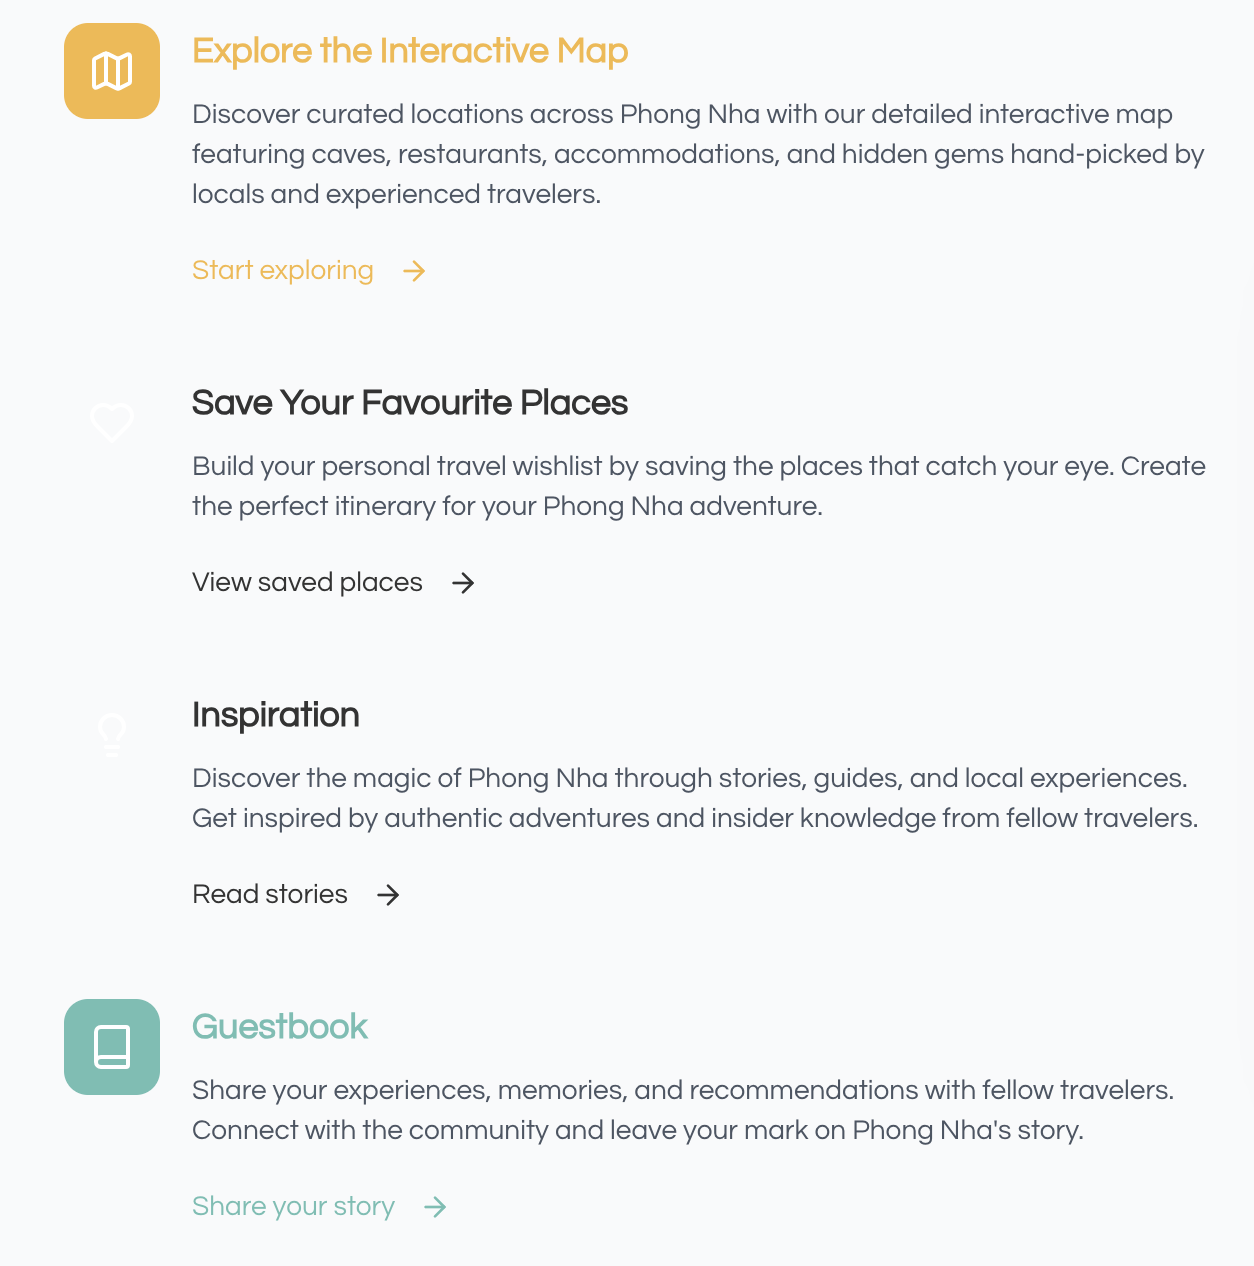 Explore the Interactive Map
Discover curated locations across Phong Nha with our detailed interactive map
featuring caves, restaurants, accommodations, and hidden gems hand-picked by
locals and experienced travelers.
Start exploring
Save Your Favourite Places
Build your personal travel wishlist by saving the places that catch your eye. Create
the perfect itinerary for your Phong Nha adventure.
View saved places
Inspiration
Discover the magic of Phong Nha through stories, guides, and local experiences.
Get inspired by authentic adventures and insider knowledge from fellow travelers.
Read stories
Guestbook
Share your experiences, memories, and recommendations with fellow travelers.
Connect with the community and leave your mark on Phong Nha's story.
Share your story